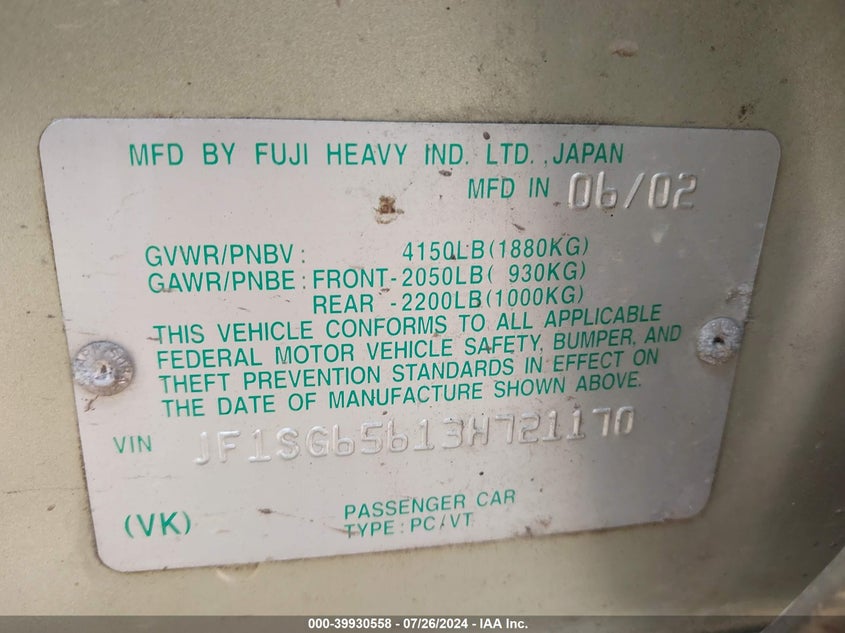 MFD BY FUJI HEAVY IND. LTD. ,JAPAN
MFD IN 06/02
GVWR/PNBV : 4150LB(1880KG)
GAWR/PNBE : FRONT-2050LB( 930KG)
REAR -2200LB(1000KG)
THIS VEHICLE CONFORMS TO ALL APPLICABLE
FEDERAL MOTOR VEHICLE SAFETY, BUMPER, AND
THEFT PREVENTION STANDARDS IN EFFECT ON
THE DATE OF MANUFACTURE SHOWN ABOVE.
VIN JF1SG65613H721170
(VK) PASSENGER CAR
TYPE : PC/VT
000-39930558 / 07/26/2024 - IAA Inc.